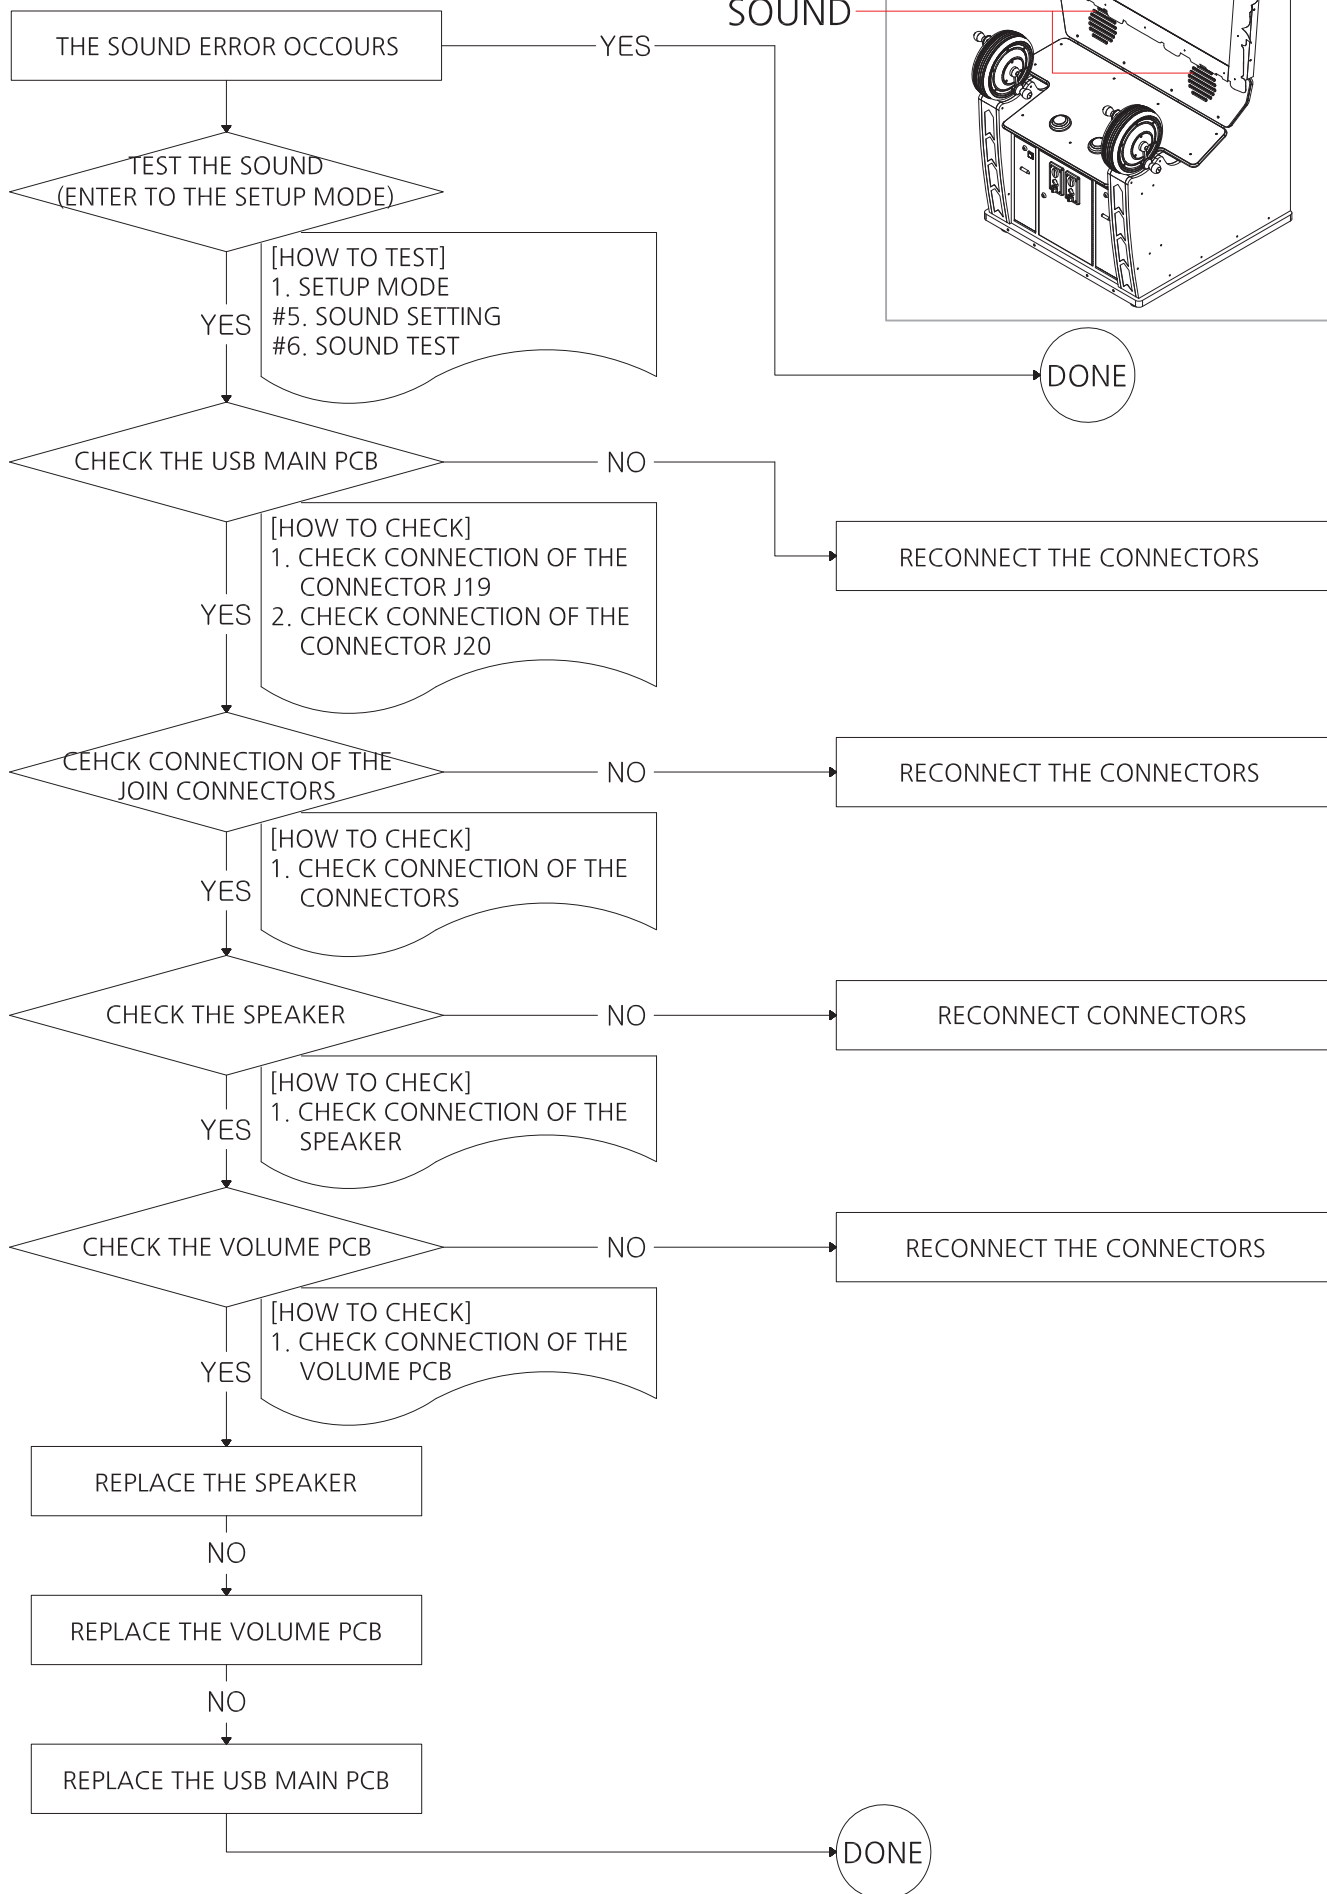 SOUND
THE SOUND ERROR OCCOURS
YES
TEST THE SOUND
(ENTER TO THE SETUP MODE)
[HOW TO TEST]
1. SETUP MODE
#5. SOUND SETTING
#6. SOUND TEST
YES
DONE
CHECK THE USB MAIN PCB
NO
[HOW TO CHECK]
1. CHECK CONNECTION OF THE
CONNECTOR J19
2. CHECK CONNECTION OF THE
CONNECTOR J20
YES
RECONNECT THE CONNECTORS
CEHCK CONNECTION OF THE
JOIN CONNECTORS
NO
RECONNECT THE CONNECTORS
[HOW TO CHECK]
1. CHECK CONNECTION OF THE
CONNECTORS
YES
CHECK THE SPEAKER
NO
RECONNECT CONNECTORS
[HOW TO CHECK]
1. CHECK CONNECTION OF THE
SPEAKER
YES
CHECK THE VOLUME PCB
NO
RECONNECT THE CONNECTORS
[HOW TO CHECK]
1. CHECK CONNECTION OF THE
VOLUME PCB
YES
REPLACE THE SPEAKER
NO
REPLACE THE VOLUME PCB
NO
REPLACE THE USB MAIN PCB
DONE